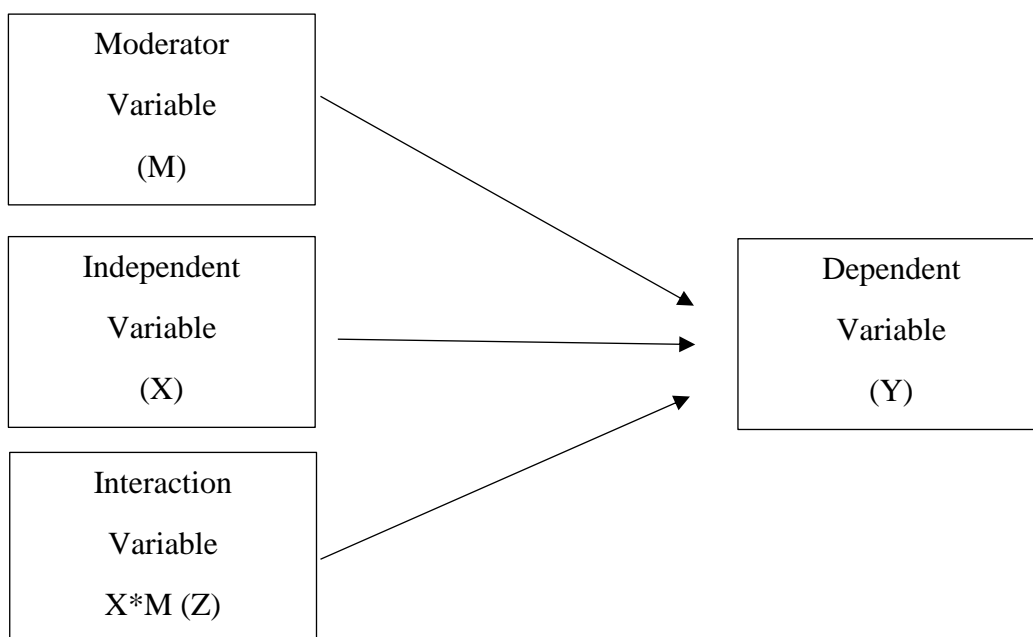 Moderator
Variable
(M)
Independent
Variable
(X)
Dependent
Variable
(Y)
Interaction
Variable
X*M (Z)